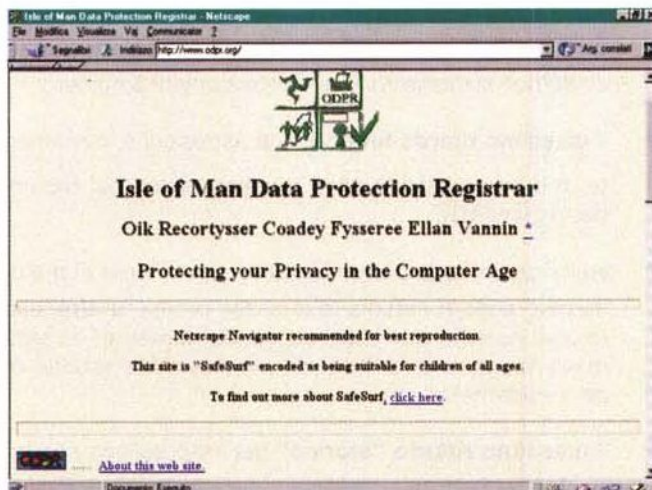 Isle of Man Data Protection Registrar - Netscape
File Modifica Visualizza Vai Communicator ?
Segnalibri Indirizzo http://www.odpr.org/ Arg. correlati
ODPR
Isle of Man Data Protection Registrar
Oik Recortysser Coadey Fysseree Ellan Vannin *
Protecting your Privacy in the Computer Age
Netscape Navigator recommended for best reproduction
This site is "SafeSurf" encoded as being suitable for children of all ages.
To find out more about SafeSurf, click here.
..... About this web site.
Documento: Eseguito